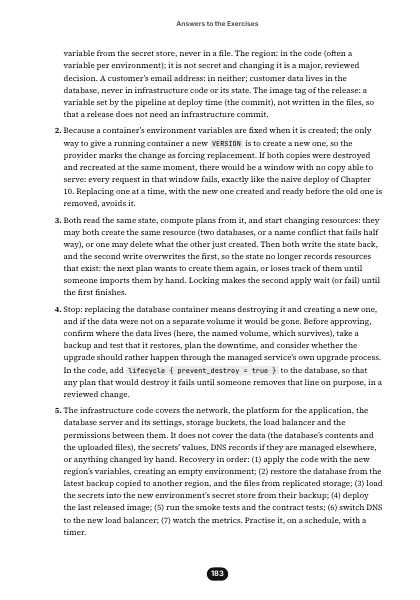 Answers to the Exercises
variable from the secret store, never in a file. The region: in the code (often a
variable per environment); it is not secret and changing it is a major, reviewed
decision. A customer's email address: in neither; customer data lives in the
database, never in infrastructure code or its state. The image tag of the release: a
variable set by the pipeline at deploy time (the commit), not written in the files, so
that a release does not need an infrastructure commit.
2. Because a container's environment variables are fixed when it is created; the only
way to give a running container a new VERSION is to create a new one, so the
provider marks the change as forcing replacement. If both copies were destroyed
and recreated at the same moment, there would be a window with no copy able to
serve: every request in that window fails, exactly like the naive deploy of Chapter
10. Replacing one at a time, with the new one created and ready before the old one is
removed, avoids it.
3. Both read the same state, compute plans from it, and start changing resources: they
may both create the same resource (two databases, or a name conflict that fails half
way), or one may delete what the other just created. Then both write the state back,
and the second write overwrites the first, so the state no longer records resources
that exist: the next plan wants to create them again, or loses track of them until
someone imports them by hand. Locking makes the second apply wait (or fail) until
the first finishes.
4. Stop: replacing the database container means destroying it and creating a new one,
and if the data were not on a separate volume it would be gone. Before approving,
confirm where the data lives (here, the named volume, which survives), take a
backup and test that it restores, plan the downtime, and consider whether the
upgrade should rather happen through the managed service's own upgrade process.
In the code, add lifecycle { prevent_destroy = true } to the database, so that
any plan that would destroy it fails until someone removes that line on purpose, in a
reviewed change.
5. The infrastructure code covers the network, the platform for the application, the
database server and its settings, storage buckets, the load balancer and the
permissions between them. It does not cover the data (the database's contents and
the uploaded files), the secrets' values, DNS records if they are managed elsewhere,
or anything changed by hand. Recovery in order: (1) apply the code with the new
region's variables, creating an empty environment; (2) restore the database from the
latest backup copied to another region, and the files from replicated storage; (3) load
the secrets into the new environment's secret store from their backup; (4) deploy
the last released image; (5) run the smoke tests and the contract tests; (6) switch DNS
to the new load balancer; (7) watch the metrics. Practise it, on a schedule, with a
timer.
183